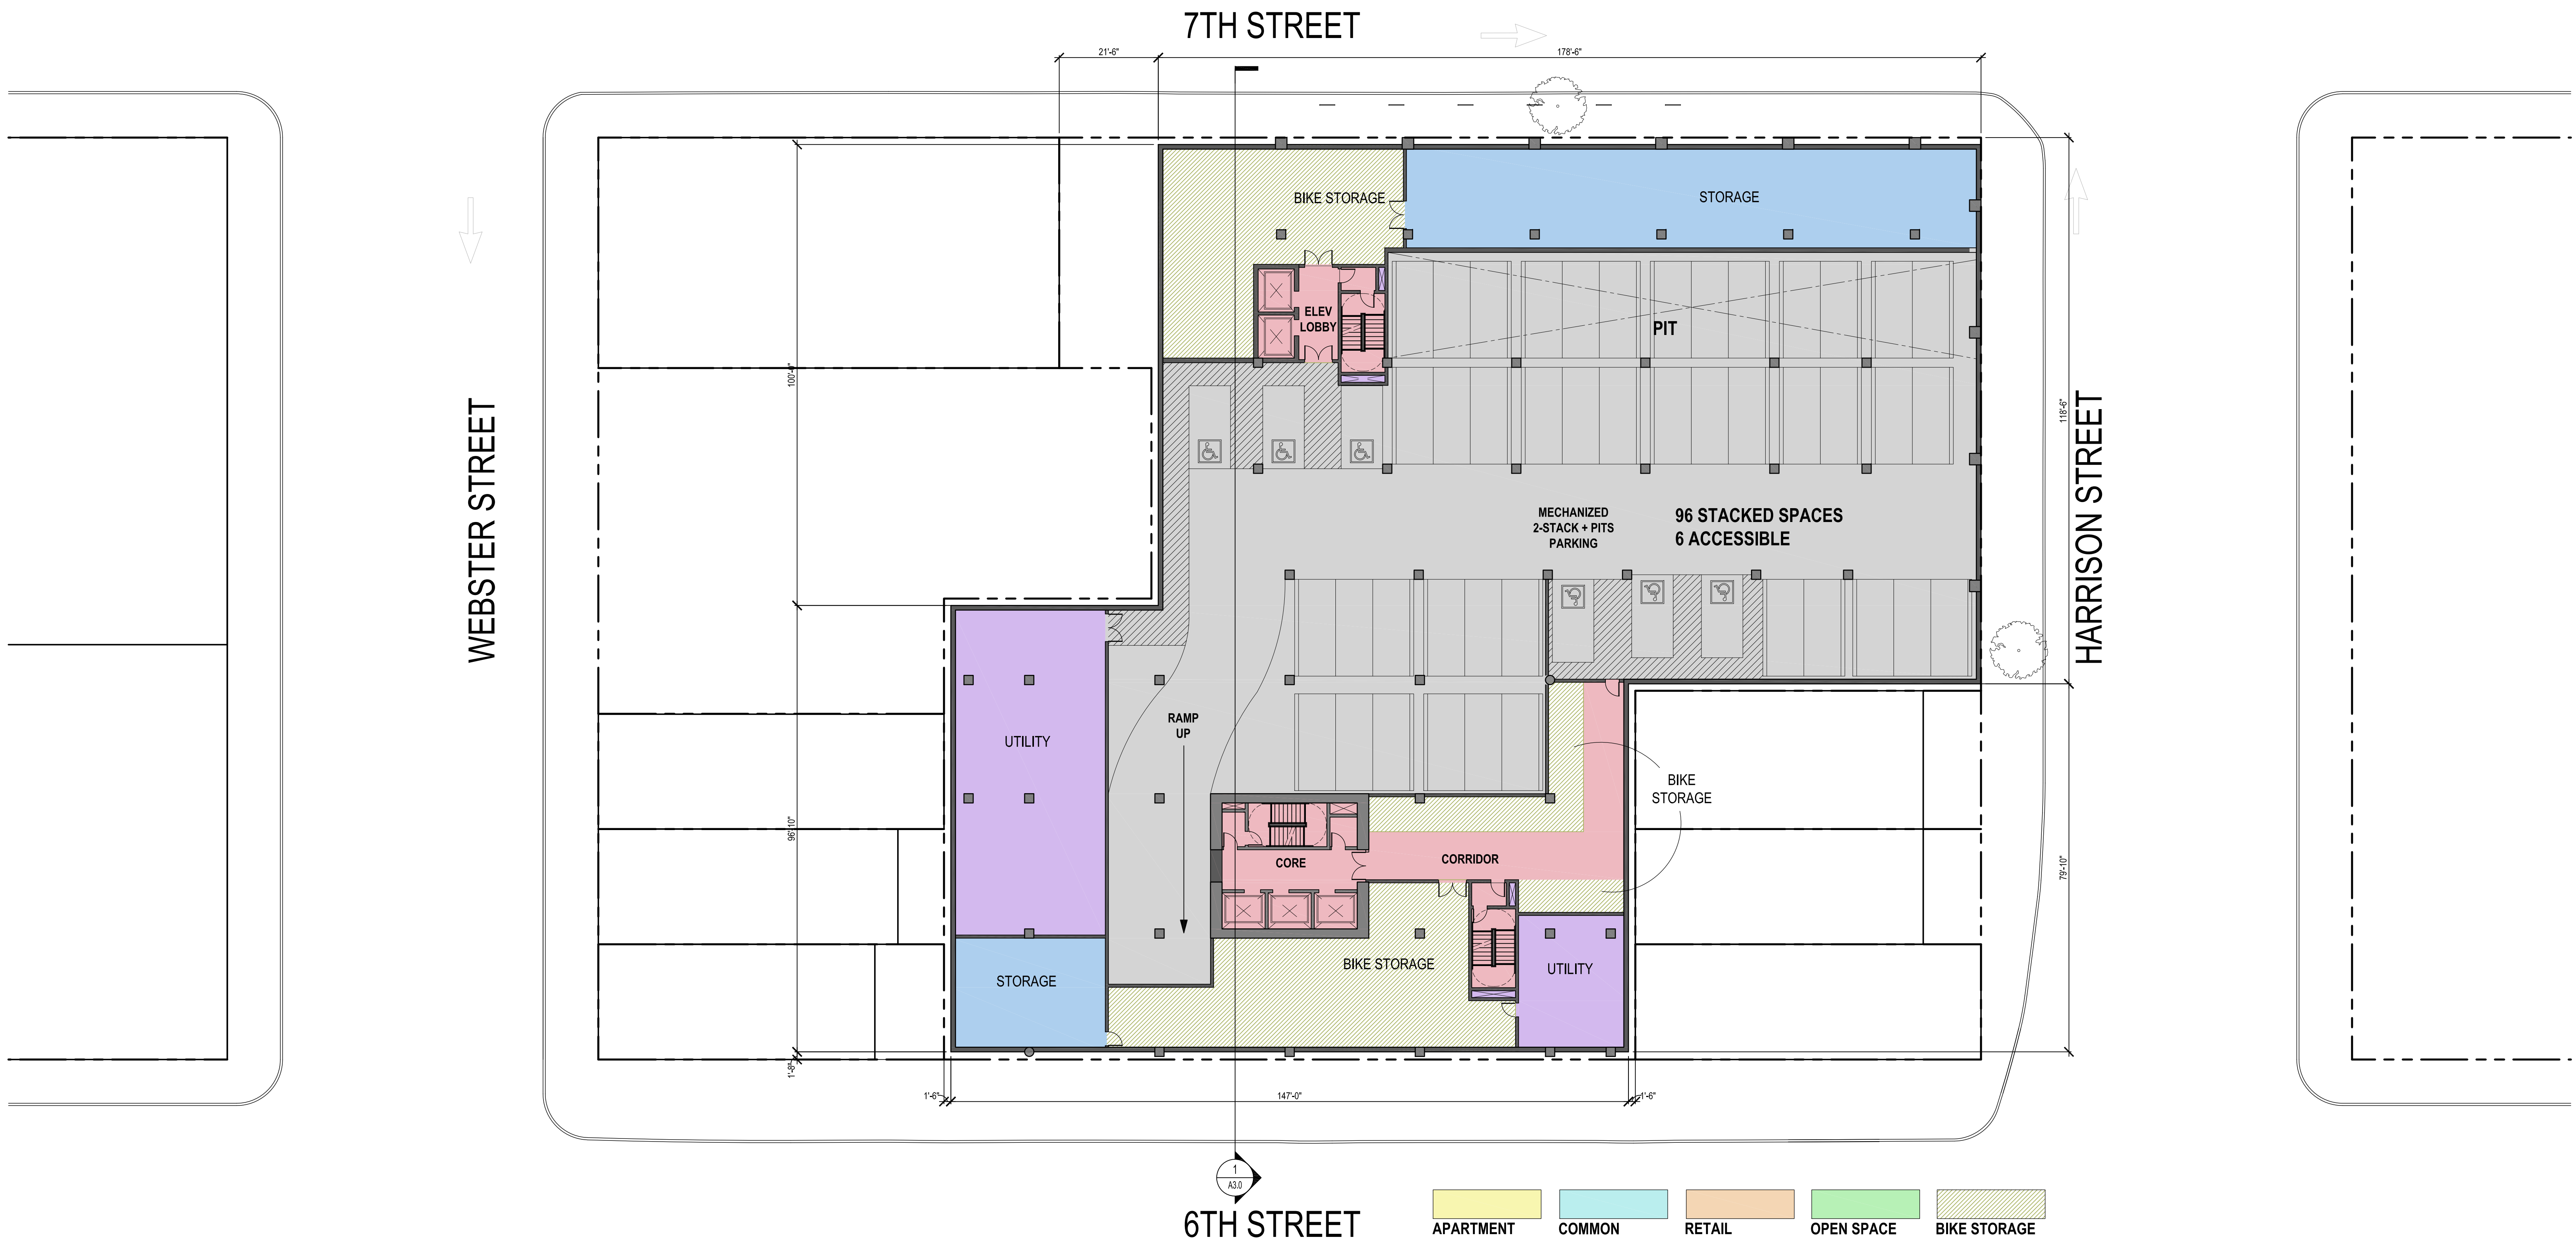 7TH STREET
21'-6"
178'-6"
BIKE STORAGE
STORAGE
ELEV
LOBBY
PIT
100'-0"
118'-6"
WEBSTER STREET
HARRISON STREET
MECHANIZED
2-STACK + PITS
PARKING
96 STACKED SPACES
6 ACCESSIBLE
RAMP
UP
UTILITY
BIKE
STORAGE
96'-10"
79'-10"
CORE
CORRIDOR
BIKE STORAGE
UTILITY
STORAGE
1'-8"
1'-6"
147'-0"
1'-6"
1
A3.0
6TH STREET
APARTMENT
COMMON
RETAIL
OPEN SPACE
BIKE STORAGE